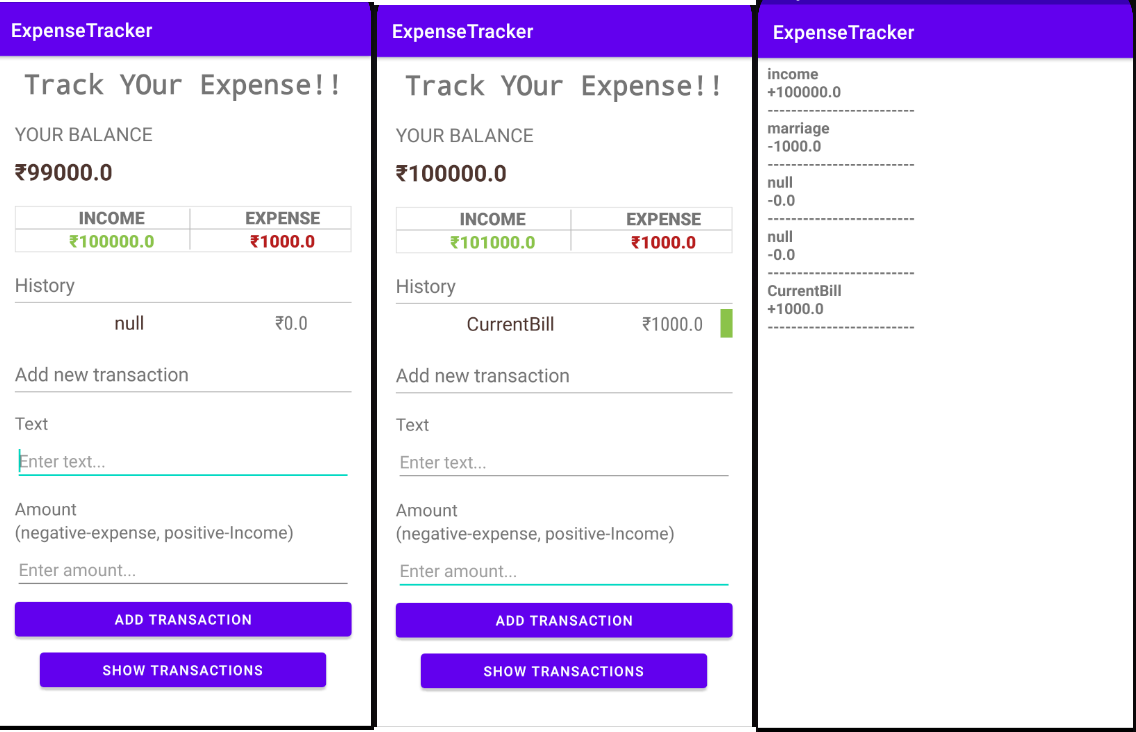 ExpenseTracker
Track YOur Expense!!
YOUR BALANCE
₹99000.0
INCOME EXPENSE
₹100000.0 ₹1000.0
History
null ₹0.0
Add new transaction
Text
Enter text...
Amount
(negative-expense, positive-Income)
Enter amount...
ADD TRANSACTION
SHOW TRANSACTIONS
ExpenseTracker
Track YOur Expense!!
YOUR BALANCE
₹100000.0
INCOME EXPENSE
₹101000.0 ₹1000.0
History
CurrentBill ₹1000.0
Add new transaction
Text
Enter text...
Amount
(negative-expense, positive-Income)
Enter amount...
ADD TRANSACTION
SHOW TRANSACTIONS
ExpenseTracker
income
+100000.0
------------------------
marriage
-1000.0
------------------------
null
-0.0
------------------------
null
-0.0
------------------------
CurrentBill
+1000.0
------------------------